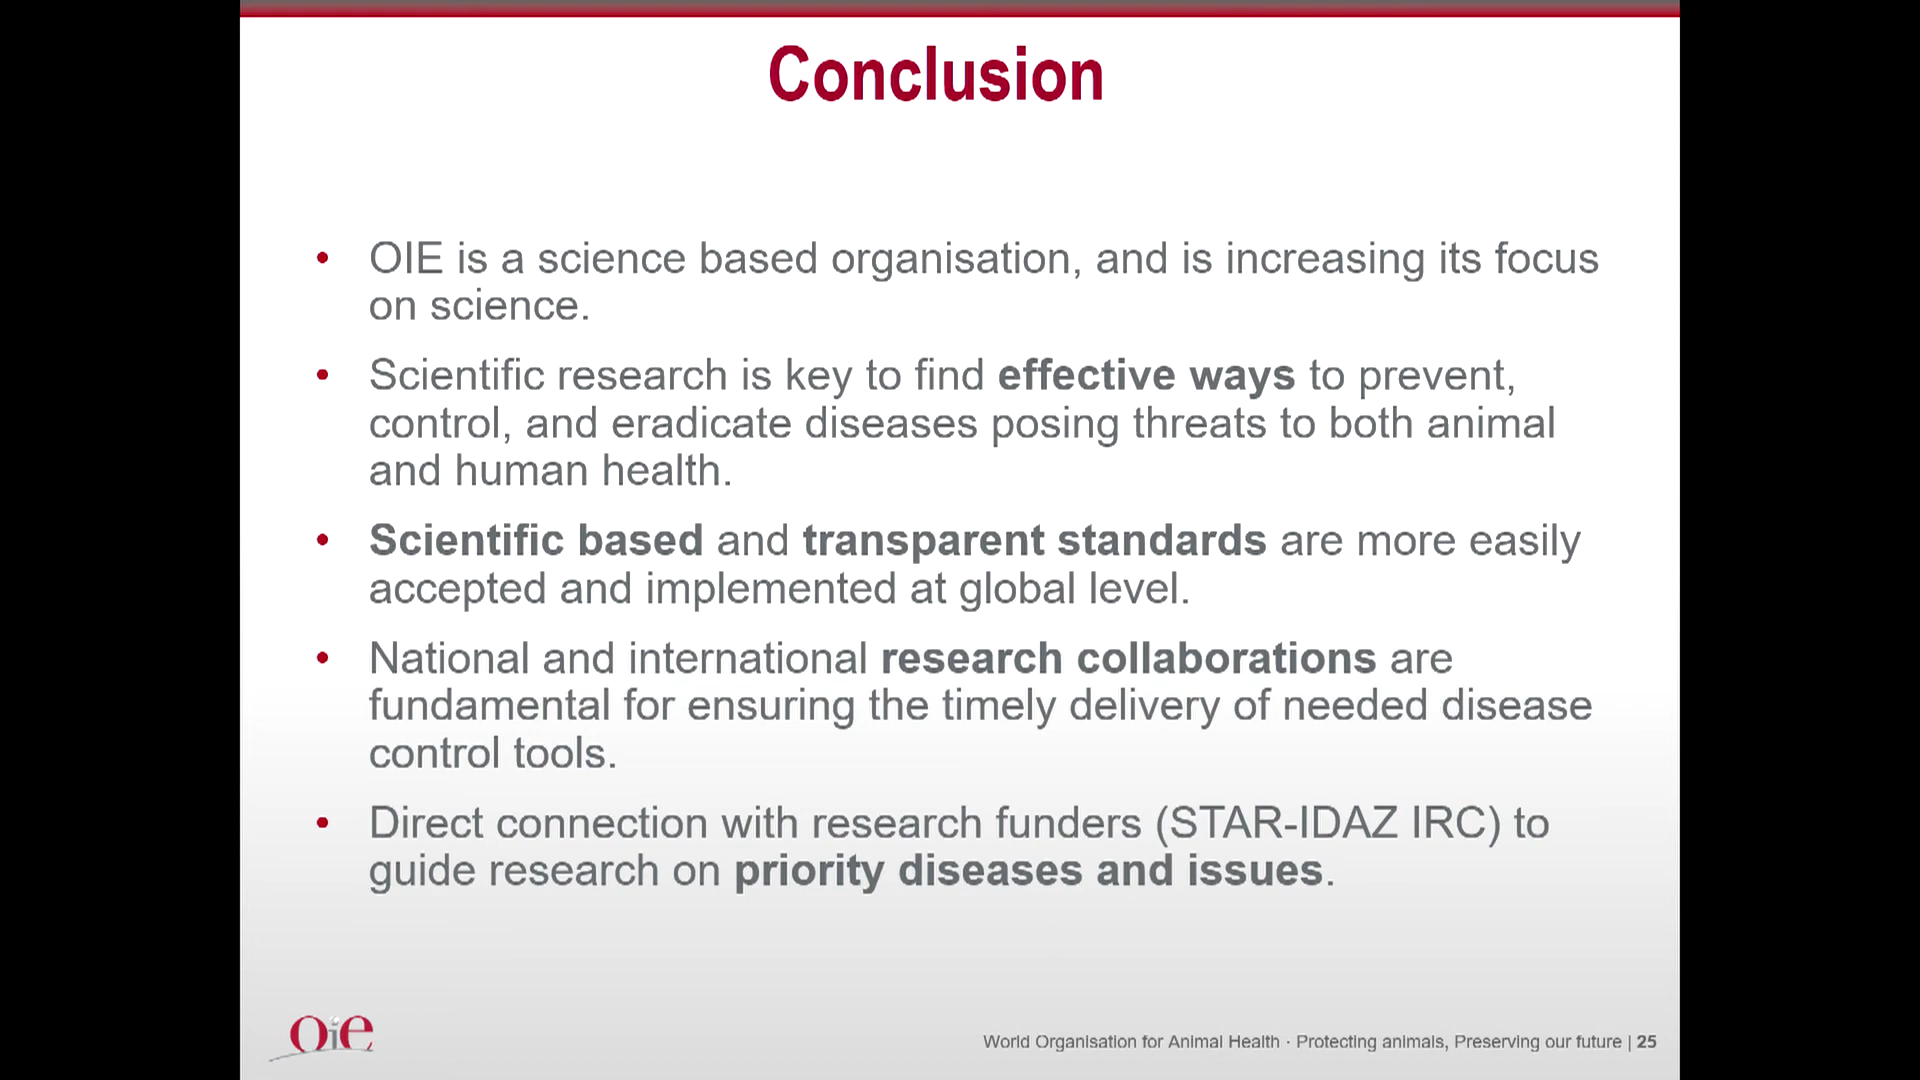 Conclusion
• OIE is a science based organisation, and is increasing its focus
on science.
• Scientific research is key to find effective ways to prevent,
control, and eradicate diseases posing threats to both animal
and human health.
• Scientific based and transparent standards are more easily
accepted and implemented at global level.
• National and international research collaborations are
fundamental for ensuring the timely delivery of needed disease
control tools.
• Direct connection with research funders (STAR-IDAZ IRC) to
guide research on priority diseases and issues.
Oie
World Organisation for Animal Health · Protecting animals, Preserving our future | 25